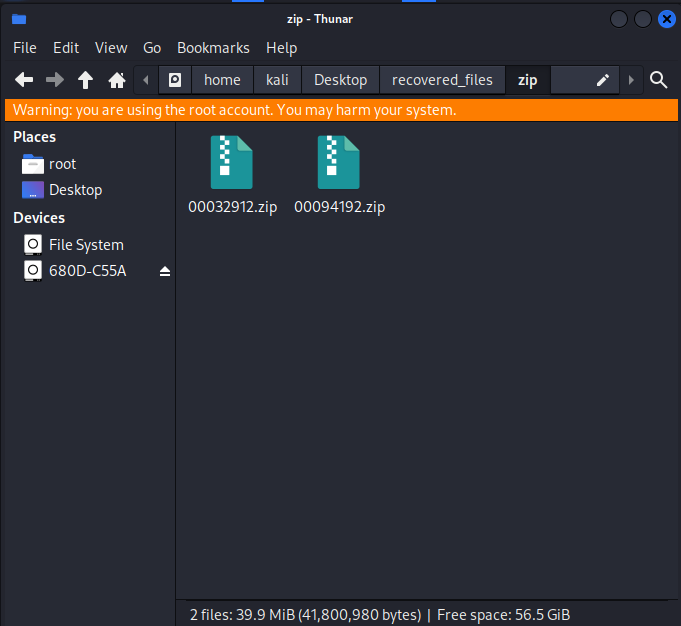 zip - Thunar
File Edit View Go Bookmarks Help
home kali Desktop recovered_files zip
Warning: you are using the root account. You may harm your system.
Places
root
Desktop
Devices
File System
680D-C55A
00032912.zip 00094192.zip
2 files: 39.9 MiB (41,800,980 bytes) | Free space: 56.5 GiB